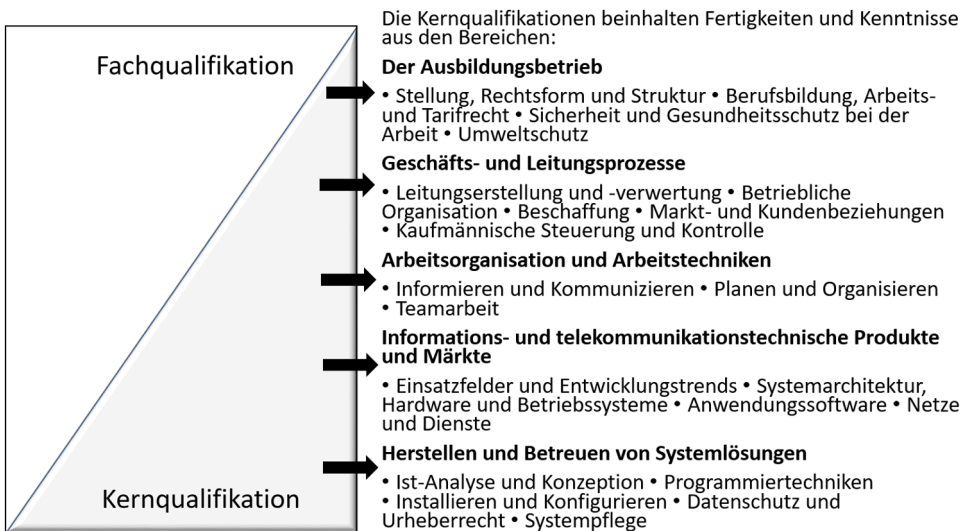 Fachqualifikation
Kernqualifikation
Die Kernqualifikationen beinhalten Fertigkeiten und Kenntnisse
aus den Bereichen:
Der Ausbildungsbetrieb
• Stellung, Rechtsform und Struktur • Berufsbildung, Arbeits-
und Tarifrecht • Sicherheit und Gesundheitsschutz bei der
Arbeit • Umweltschutz
Geschäfts- und Leitungsprozesse
• Leitungserstellung und -verwertung • Betriebliche
Organisation • Beschaffung • Markt- und Kundenbeziehungen
• Kaufmännische Steuerung und Kontrolle
Arbeitsorganisation und Arbeitstechniken
• Informieren und Kommunizieren • Planen und Organisieren
• Teamarbeit
Informations- und telekommunikationstechnische Produkte
und Märkte
• Einsatzfelder und Entwicklungstrends • Systemarchitektur,
Hardware und Betriebssysteme • Anwendungssoftware • Netze
und Dienste
Herstellen und Betreuen von Systemlösungen
• Ist-Analyse und Konzeption • Programmiertechniken
• Installieren und Konfigurieren • Datenschutz und
Urheberrecht • Systempflege